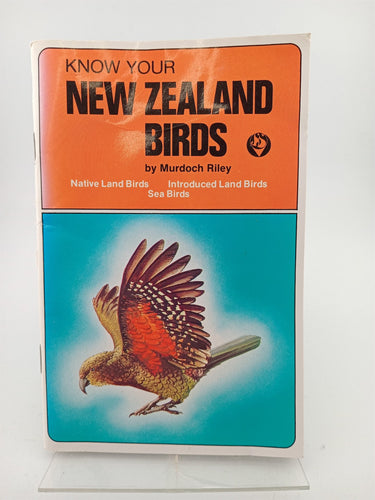 KNOW YOUR
NEW ZEALAND
BIRDS
by Murdoch Riley
Native Land Birds Introduced Land Birds
Sea Birds